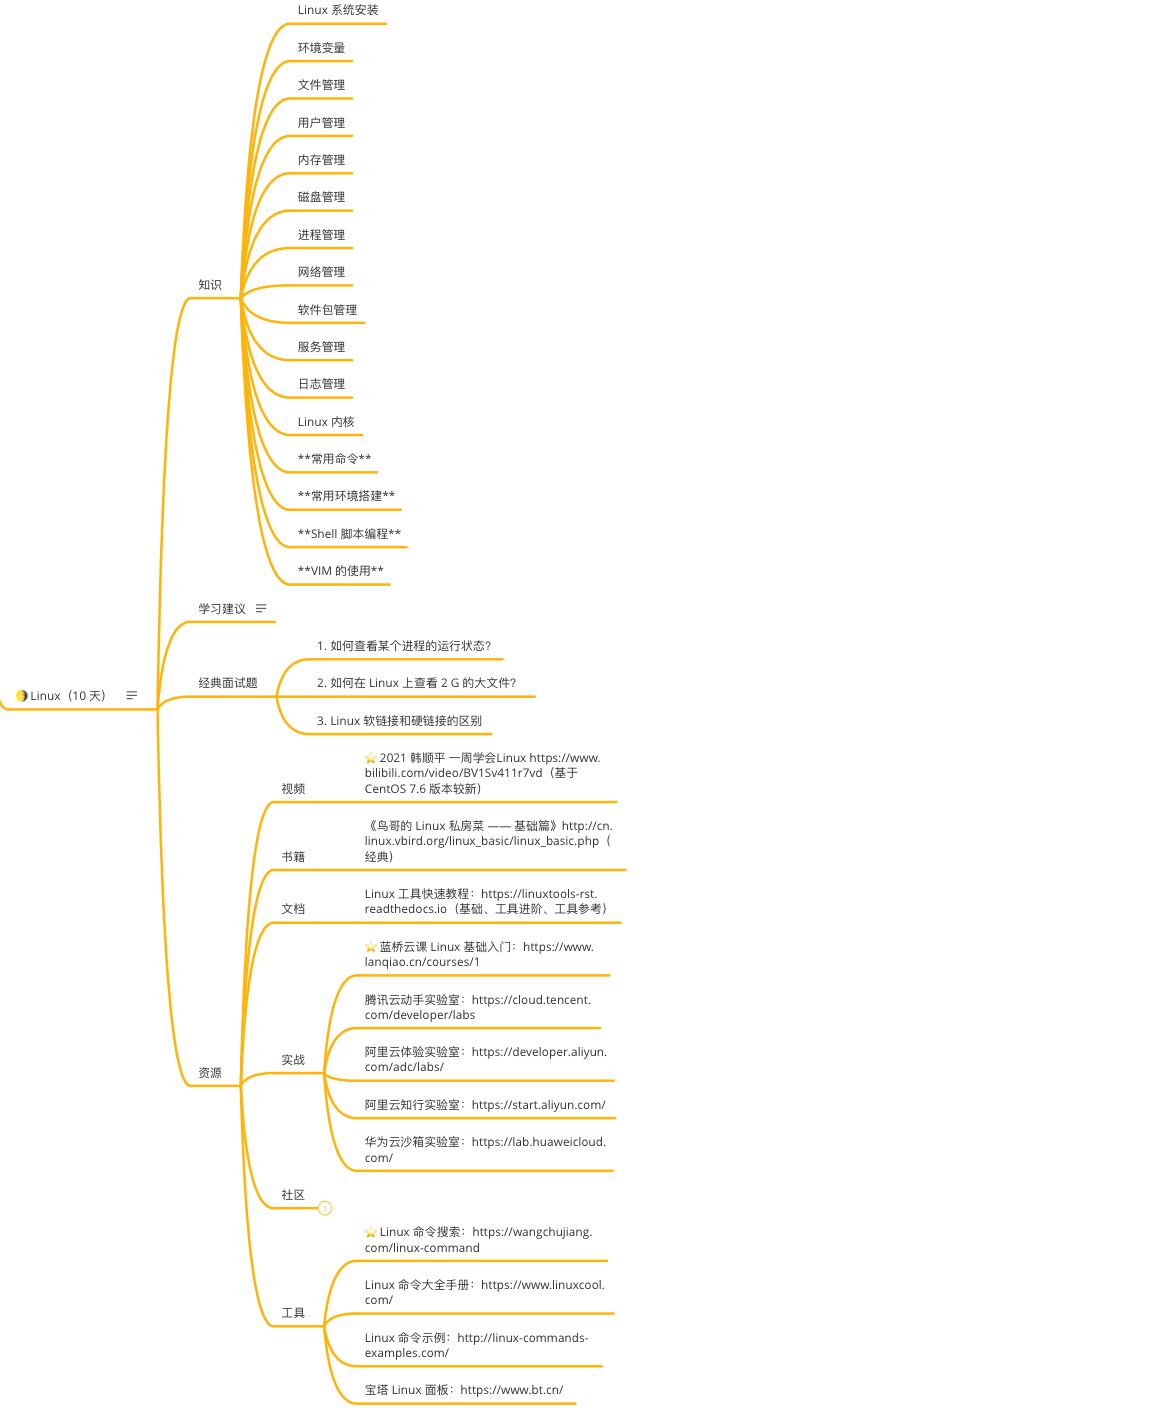 Linux 系统安装
环境变量
文件管理
用户管理
内存管理
磁盘管理
进程管理
网络管理
知识
软件包管理
服务管理
日志管理
Linux 内核
**常用命令**
**常用环境搭建**
**Shell 脚本编程**
**VIM 的使用**
学习建议
1. 如何查看某个进程的运行状态?
经典面试题
2. 如何在 Linux 上查看 2 G 的大文件?
Linux（10 天）
3. Linux 软链接和硬链接的区别
2021 韩顺平 一周学会Linux https://www.
bilibili.com/video/BV1Sv411r7vd（基于
CentOS 7.6 版本较新）
视频
《鸟哥的 Linux 私房菜 —— 基础篇》http://cn.
linux.vbird.org/linux_basic/linux_basic.php（
经典）
书籍
Linux 工具快速教程：https://linuxtools-rst.
readthedocs.io（基础、工具进阶、工具参考）
文档
蓝桥云课 Linux 基础入门：https://www.
lanqiao.cn/courses/1
腾讯云动手实验室：https://cloud.tencent.
com/developer/labs
阿里云体验实验室：https://developer.aliyun.
com/adc/labs/
实战
资源
阿里云知行实验室：https://start.aliyun.com/
华为云沙箱实验室：https://lab.huaweicloud.
com/
社区
1
Linux 命令搜索：https://wangchujiang.
com/linux-command
Linux 命令大全手册：https://www.linuxcool.
com/
工具
Linux 命令示例：http://linux-commands-
examples.com/
宝塔 Linux 面板：https://www.bt.cn/